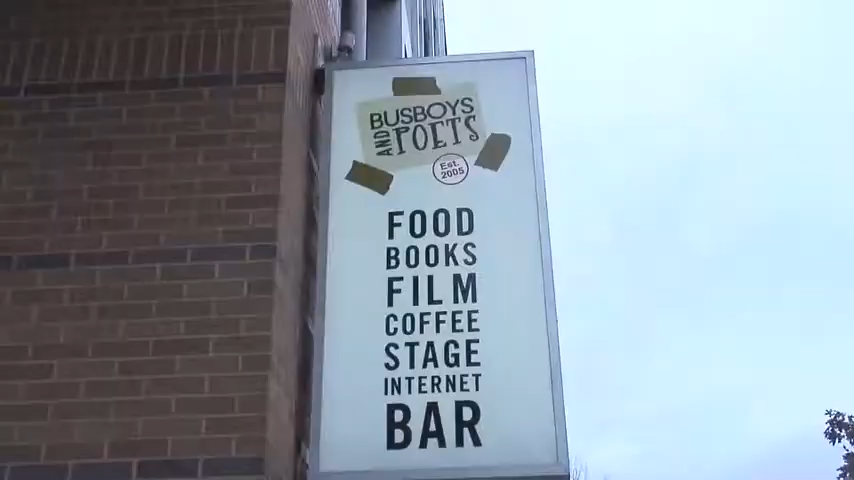 BUSBOYS
AND POETS
Est.
2005
FOOD
BOOKS
FILM
COFFEE
STAGE
INTERNET
BAR